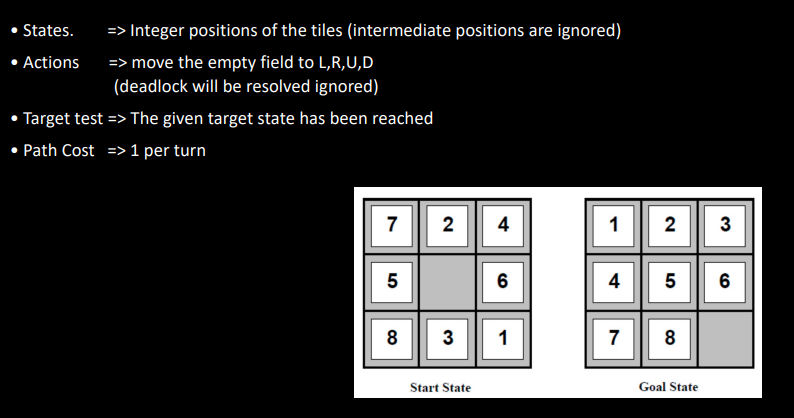 • States. => Integer positions of the tiles (intermediate positions are ignored)
• Actions => move the empty field to L,R,U,D
(deadlock will be resolved ignored)
• Target test => The given target state has been reached
• Path Cost => 1 per turn
7 2 4
5 6
8 3 1
Start State
1 2 3
4 5 6
7 8
Goal State